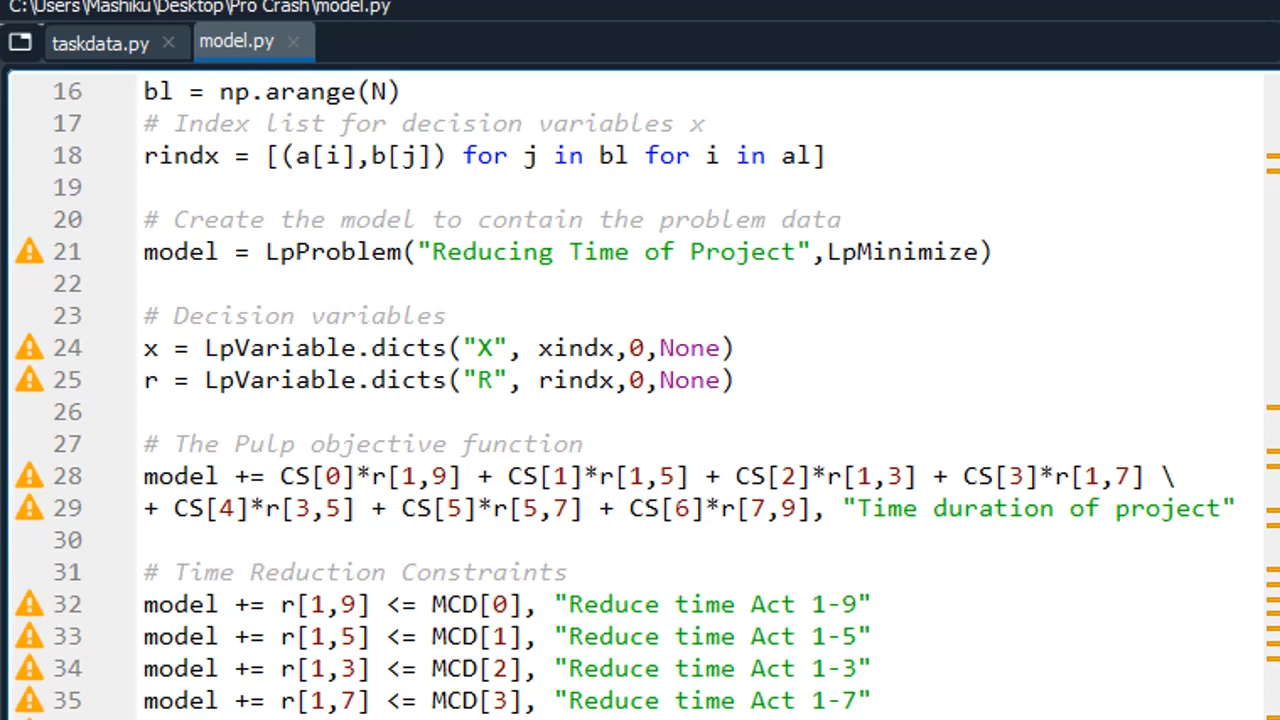 C:\Users\Mashiku\Desktop\Pro Crash\model.py
taskdata.py × model.py ×
16 bl = np.arange(N)
17 # Index list for decision variables x
18 rindx = [(a[i],b[j]) for j in bl for i in al]
19
20 # Create the model to contain the problem data
21 model = LpProblem("Reducing Time of Project",LpMinimize)
22
23 # Decision variables
24 x = LpVariable.dicts("X", xindx,0,None)
25 r = LpVariable.dicts("R", rindx,0,None)
26
27 # The Pulp objective function
28 model += CS[0]*r[1,9] + CS[1]*r[1,5] + CS[2]*r[1,3] + CS[3]*r[1,7] \
29 + CS[4]*r[3,5] + CS[5]*r[5,7] + CS[6]*r[7,9], "Time duration of project"
30
31 # Time Reduction Constraints
32 model += r[1,9] <= MCD[0], "Reduce time Act 1-9"
33 model += r[1,5] <= MCD[1], "Reduce time Act 1-5"
34 model += r[1,3] <= MCD[2], "Reduce time Act 1-3"
35 model += r[1,7] <= MCD[3], "Reduce time Act 1-7"